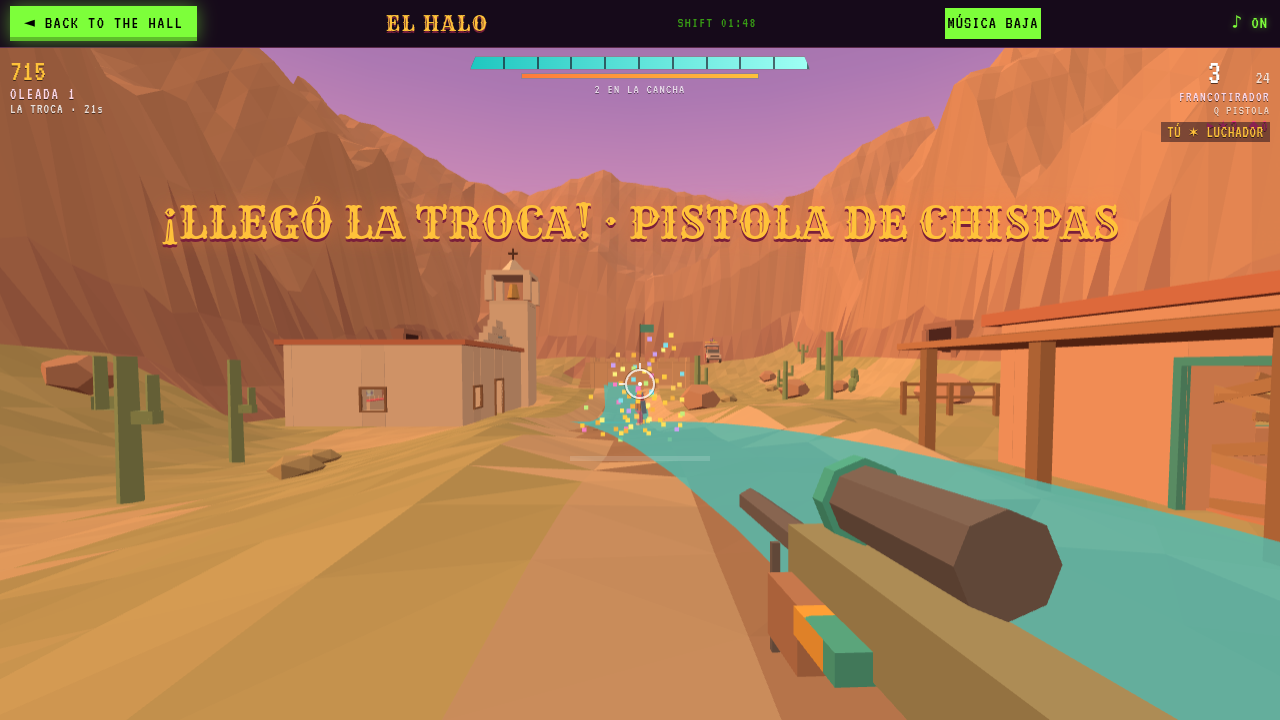 ◄ BACK TO THE HALL
EL HALO
SHIFT 01:48
MÚSICA BAJA
♪ ON
715
OLEADA 1
LA TROCA · 21s
2 EN LA CANCHA
3 24
FRANCOTIRADOR
Q PISTOLA
TÚ ✶ LUCHADOR
¡LLEGÓ LA TROCA! · PISTOLA DE CHISPAS